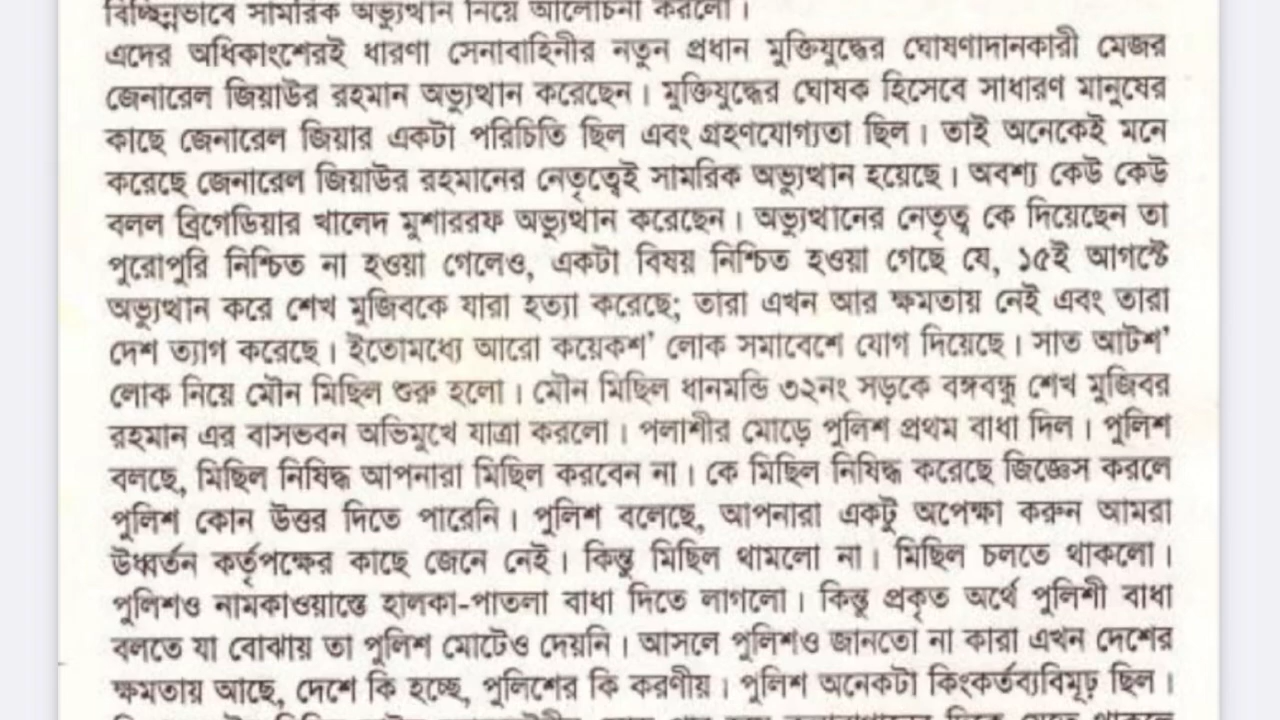 বিচ্ছিন্নভাবে সামরিক অভ্যুত্থান নিয়ে আলোচনা করলো।
এদের অধিকাংশেরই ধারণা সেনাবাহিনীর নতুন প্রধান মুক্তিযুদ্ধের ঘোষণাদানকারী মেজর
জেনারেল জিয়াউর রহমান অভ্যুত্থান করেছেন। মুক্তিযুদ্ধের ঘোষক হিসেবে সাধারণ মানুষের
কাছে জেনারেল জিয়ার একটা পরিচিতি ছিল এবং গ্রহণযোগ্যতা ছিল। তাই অনেকেই মনে
করেছে জেনারেল জিয়াউর রহমানের নেতৃত্বেই সামরিক অভ্যুত্থান হয়েছে। অবশ্য কেউ কেউ
বলল ব্রিগেডিয়ার খালেদ মুশাররফ অভ্যুত্থান করেছেন। অভ্যুত্থানের নেতৃত্ব কে দিয়েছেন তা
পুরোপুরি নিশ্চিত না হওয়া গেলেও, একটা বিষয় নিশ্চিত হওয়া গেছে যে, ১৫ই আগস্টে
অভ্যুত্থান করে শেখ মুজিবকে যারা হত্যা করেছে; তারা এখন আর ক্ষমতায় নেই এবং তারা
দেশ ত্যাগ করেছে। ইতোমধ্যে আরো কয়েকশ’ লোক সমাবেশে যোগ দিয়েছে। সাত আটশ’
লোক নিয়ে মৌন মিছিল শুরু হলো। মৌন মিছিল ধানমন্ডি ৩২নং সড়কে বঙ্গবন্ধু শেখ মুজিবর
রহমান এর বাসভবন অভিমুখে যাত্রা করলো। পলাশীর মোড়ে পুলিশ প্রথম বাধা দিল। পুলিশ
বলছে, মিছিল নিষিদ্ধ আপনারা মিছিল করবেন না। কে মিছিল নিষিদ্ধ করেছে জিজ্ঞেস করলে
পুলিশ কোন উত্তর দিতে পারেনি। পুলিশ বলেছে, আপনারা একটু অপেক্ষা করুন আমরা
উর্ধ্বর্তন কর্তৃপক্ষের কাছে জেনে নেই। কিন্তু মিছিল থামলো না। মিছিল চলতে থাকলো।
পুলিশও নামকাওয়াস্তে হালকা-পাতলা বাধা দিতে লাগলো। কিন্তু প্রকৃত অর্থে পুলিশী বাধা
বলতে যা বোঝায় তা পুলিশ মোটেও দেয়নি। আসলে পুলিশও জানতো না কারা এখন দেশের
ক্ষমতায় আছে, দেশে কি হচ্ছে, পুলিশের কি করণীয়। পুলিশ অনেকটা কিংকর্তব্যবিমূঢ় ছিল।